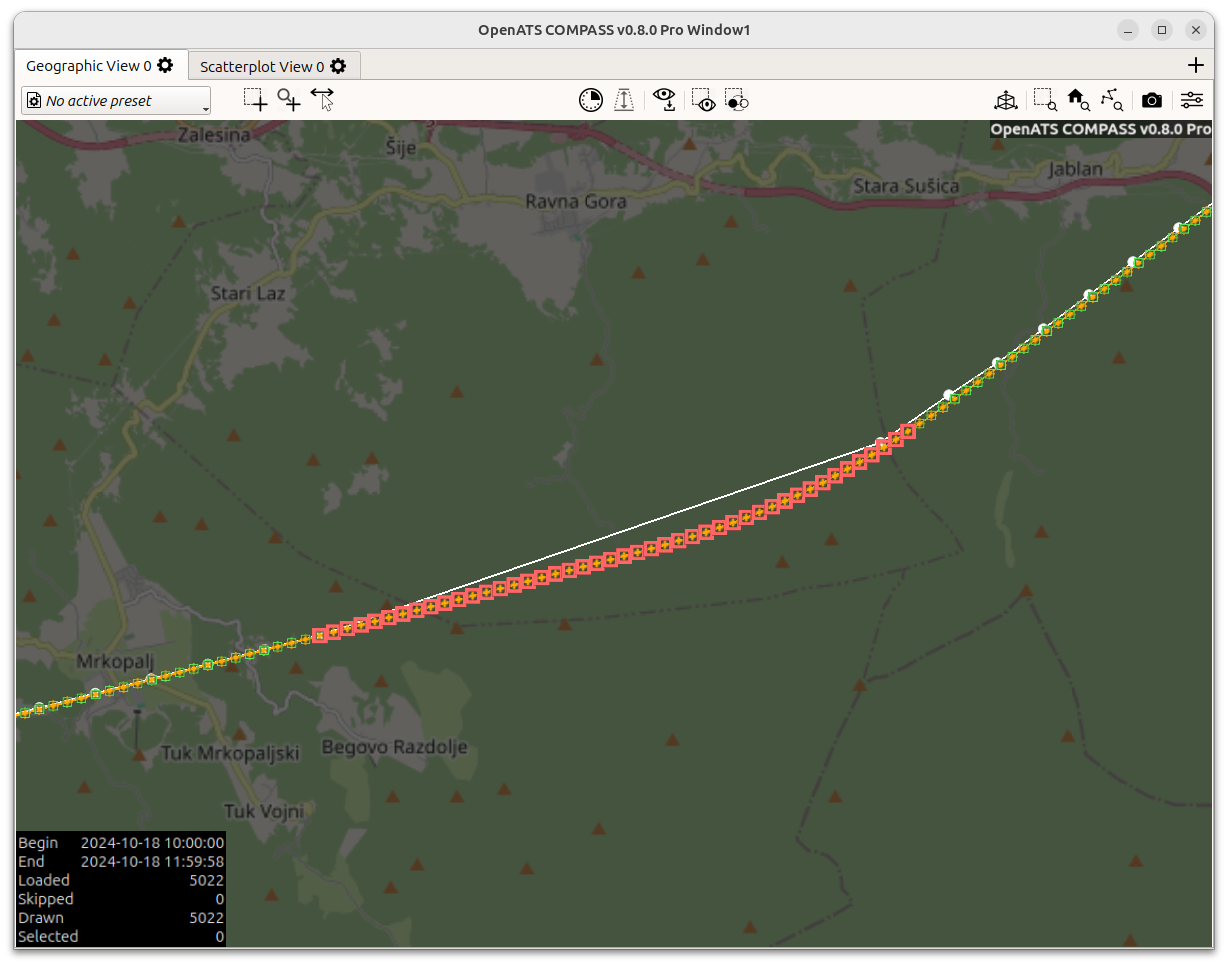 OpenATS COMPASS v0.8.0 Pro Window1
Geographic View 0
Scatterplot View 0
No active preset
OpenATS COMPASS v0.8.0 Pro
Zalesina
Šije
Jablan
Stara Sušica
Ravna Gora
Stari Laz
Mrkopalj
Begovo Razdolje
Tuk Mrkopaljski
Tuk Vojni
Begin 2024-10-18 10:00:00
End 2024-10-18 11:59:58
Loaded 5022
Skipped 0
Drawn 5022
Selected 0